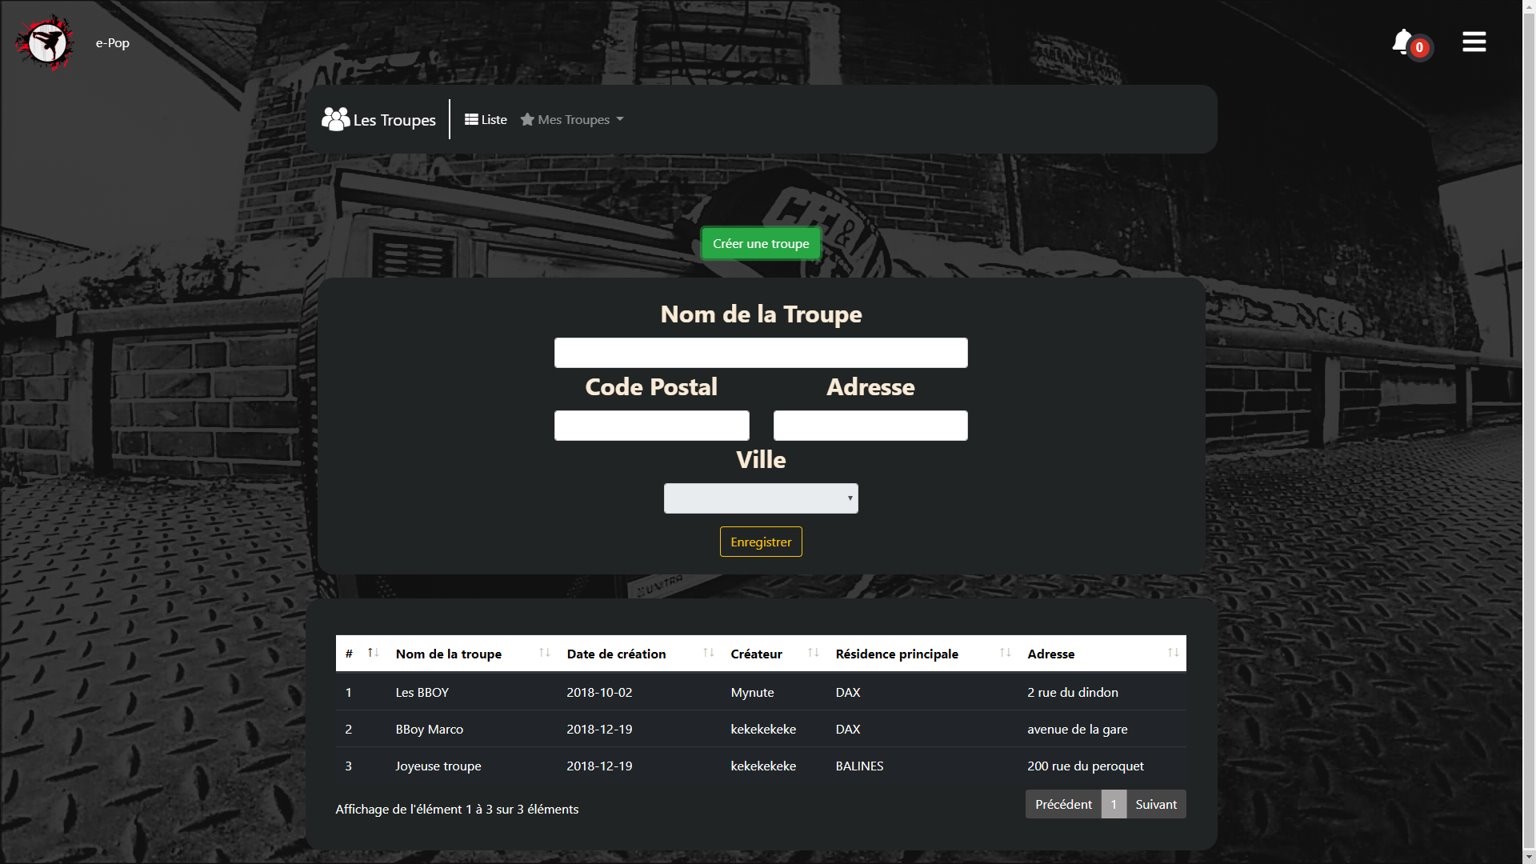 e-Pop
0
Les Troupes
Liste
Mes Troupes
Créer une troupe
Nom de la Troupe
Code Postal Adresse
Ville
Enregistrer
# Nom de la troupe Date de création Créateur Résidence principale Adresse
1 Les BBOY 2018-10-02 Mynute DAX 2 rue du dindon
2 BBoy Marco 2018-12-19 kekekekeke DAX avenue de la gare
3 Joyeuse troupe 2018-12-19 kekekekeke BALINES 200 rue du peroquet
Affichage de l'élément 1 à 3 sur 3 éléments
Précédent 1 Suivant